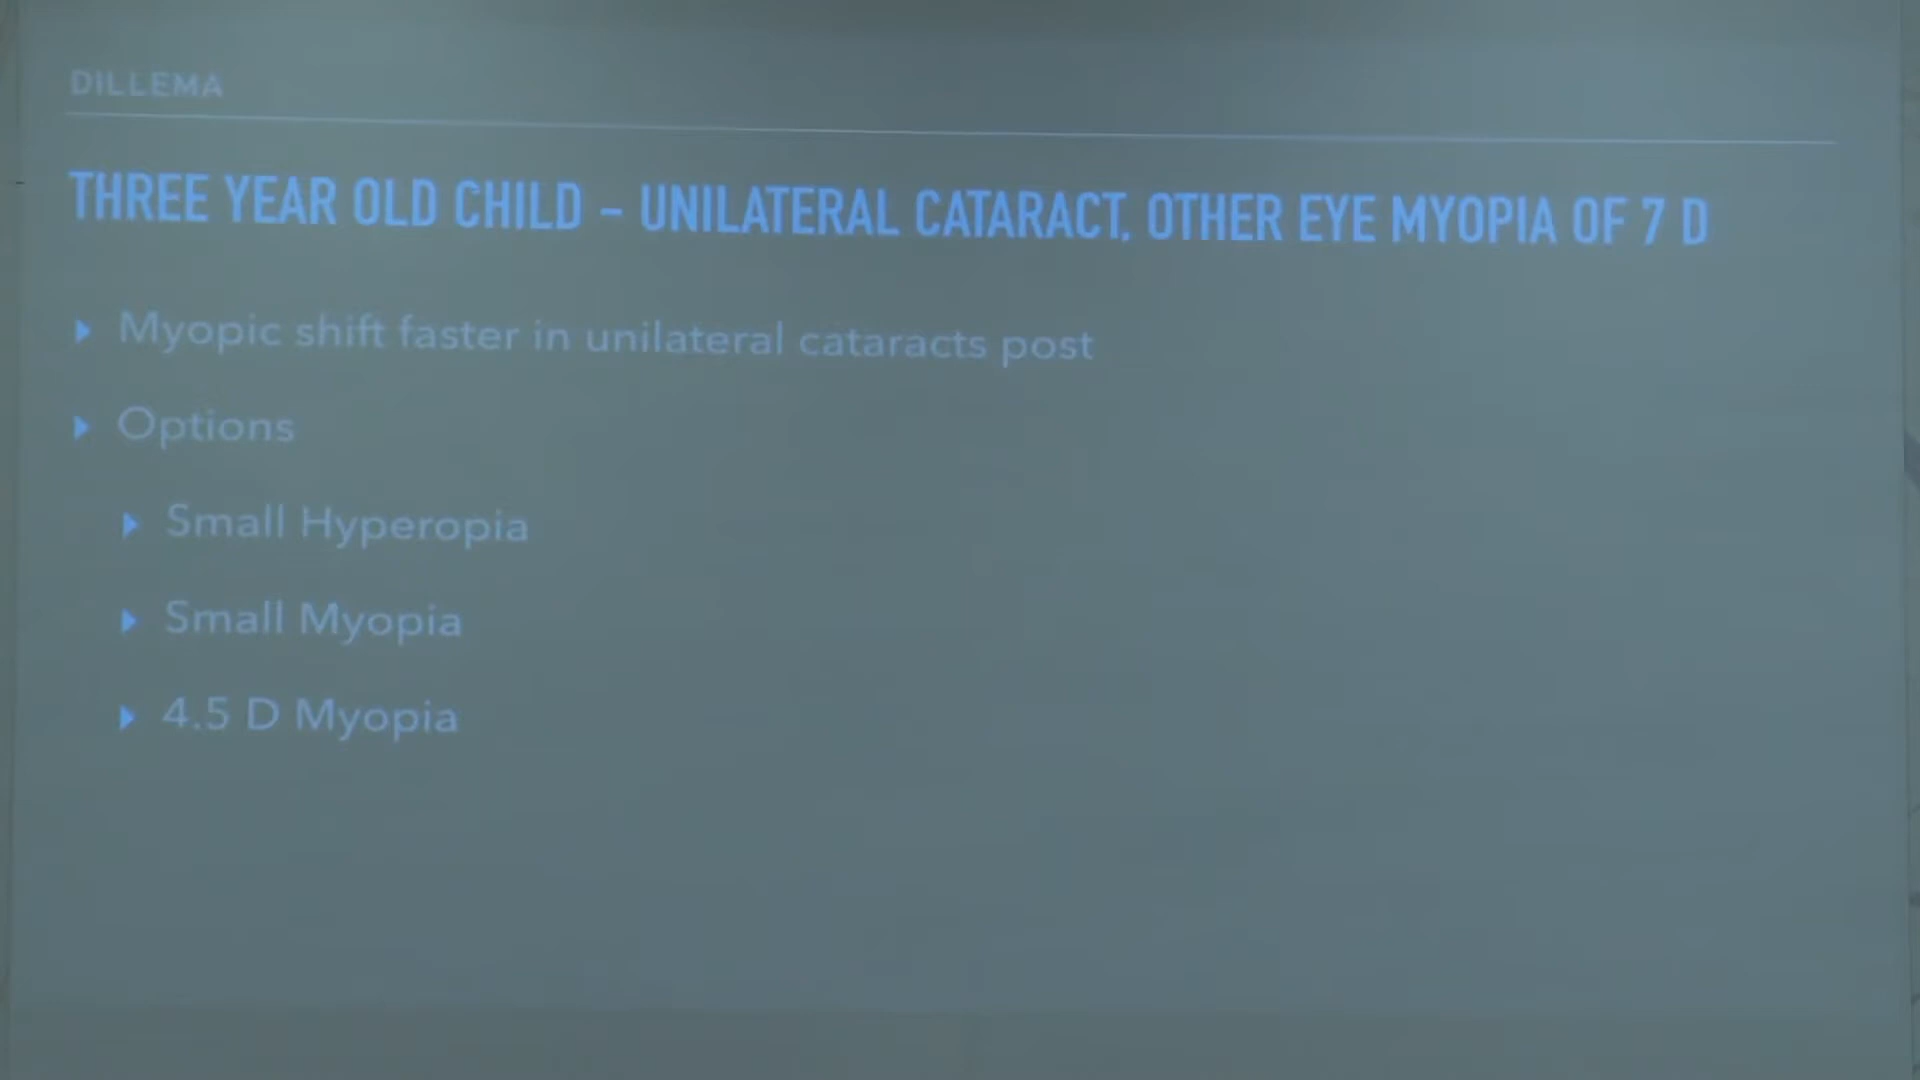 DILLEMA
THREE YEAR OLD CHILD – UNILATERAL CATARACT, OTHER EYE MYOPIA OF 7 D
Myopic shift faster in unilateral cataracts post
Options
Small Hyperopia
Small Myopia
4.5 D Myopia